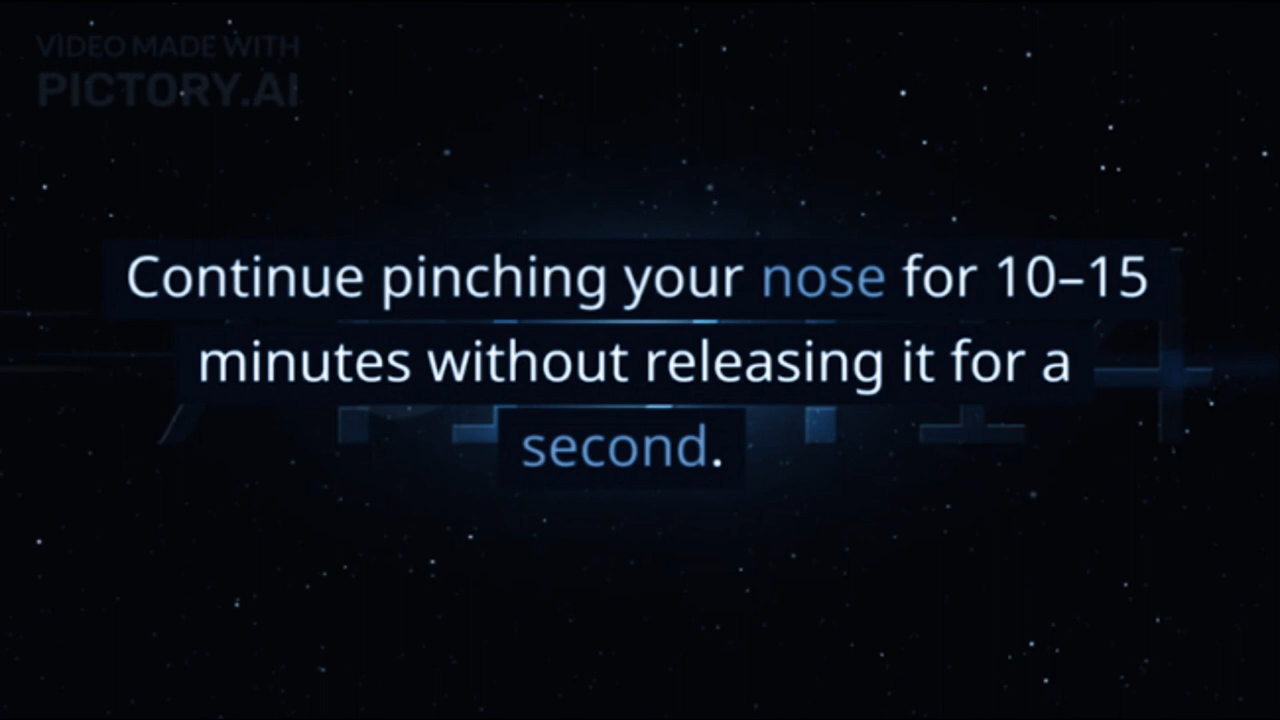 VIDEO MADE WITH
PICTORY.AI
Continue pinching your nose for 10–15
minutes without releasing it for a
second.